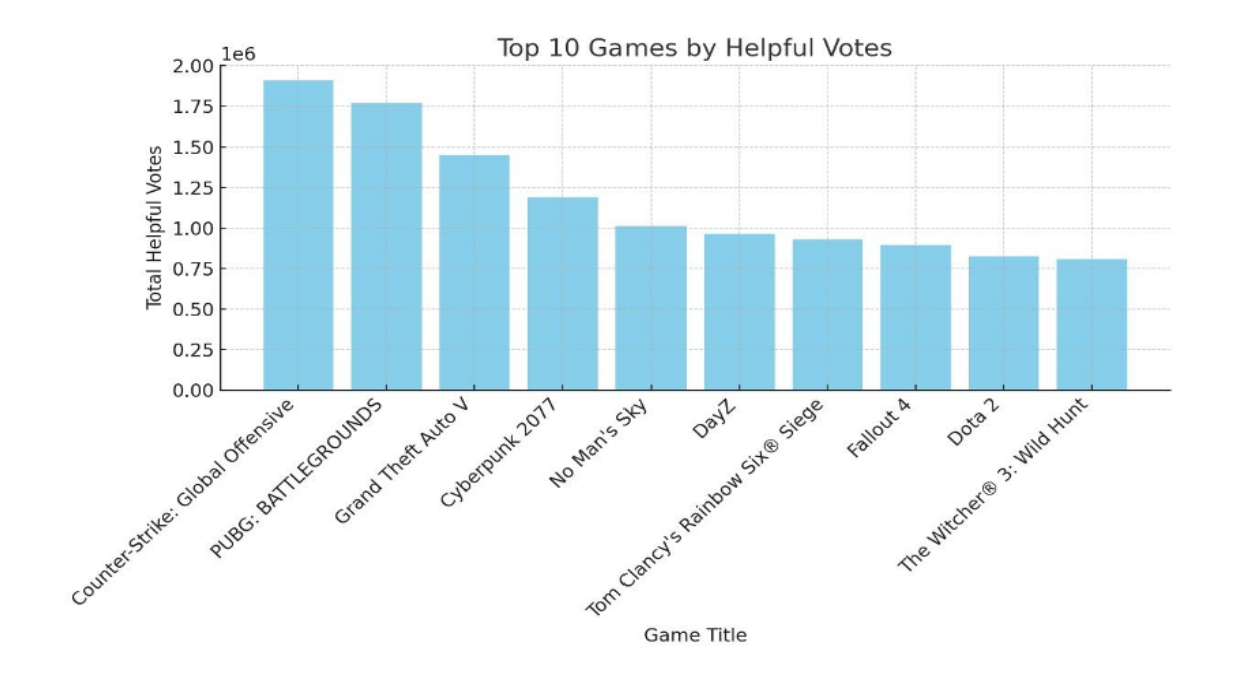 Top 10 Games by Helpful Votes
1e6
2.00
1.75
1.50
1.25
1.00
0.75
0.50
0.25
0.00
Total Helpful Votes
Counter-Strike: Global Offensive
PUBG: BATTLEGROUNDS
Grand Theft Auto V
Cyberpunk 2077
No Man's Sky
DayZ
Tom Clancy's Rainbow Six® Siege
Fallout 4
Dota 2
The Witcher® 3: Wild Hunt
Game Title